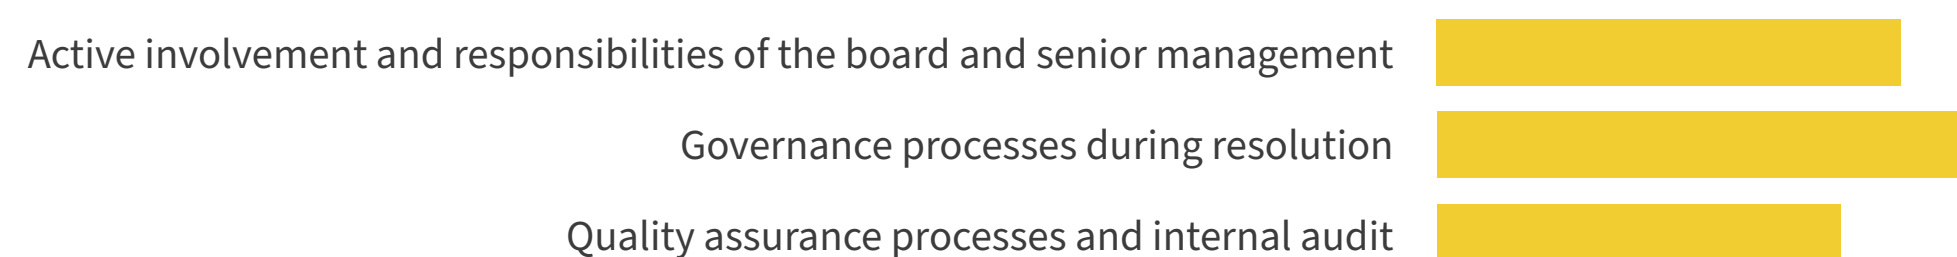 Active involvement and responsibilities of the board and senior management
Governance processes during resolution
Quality assurance processes and internal audit